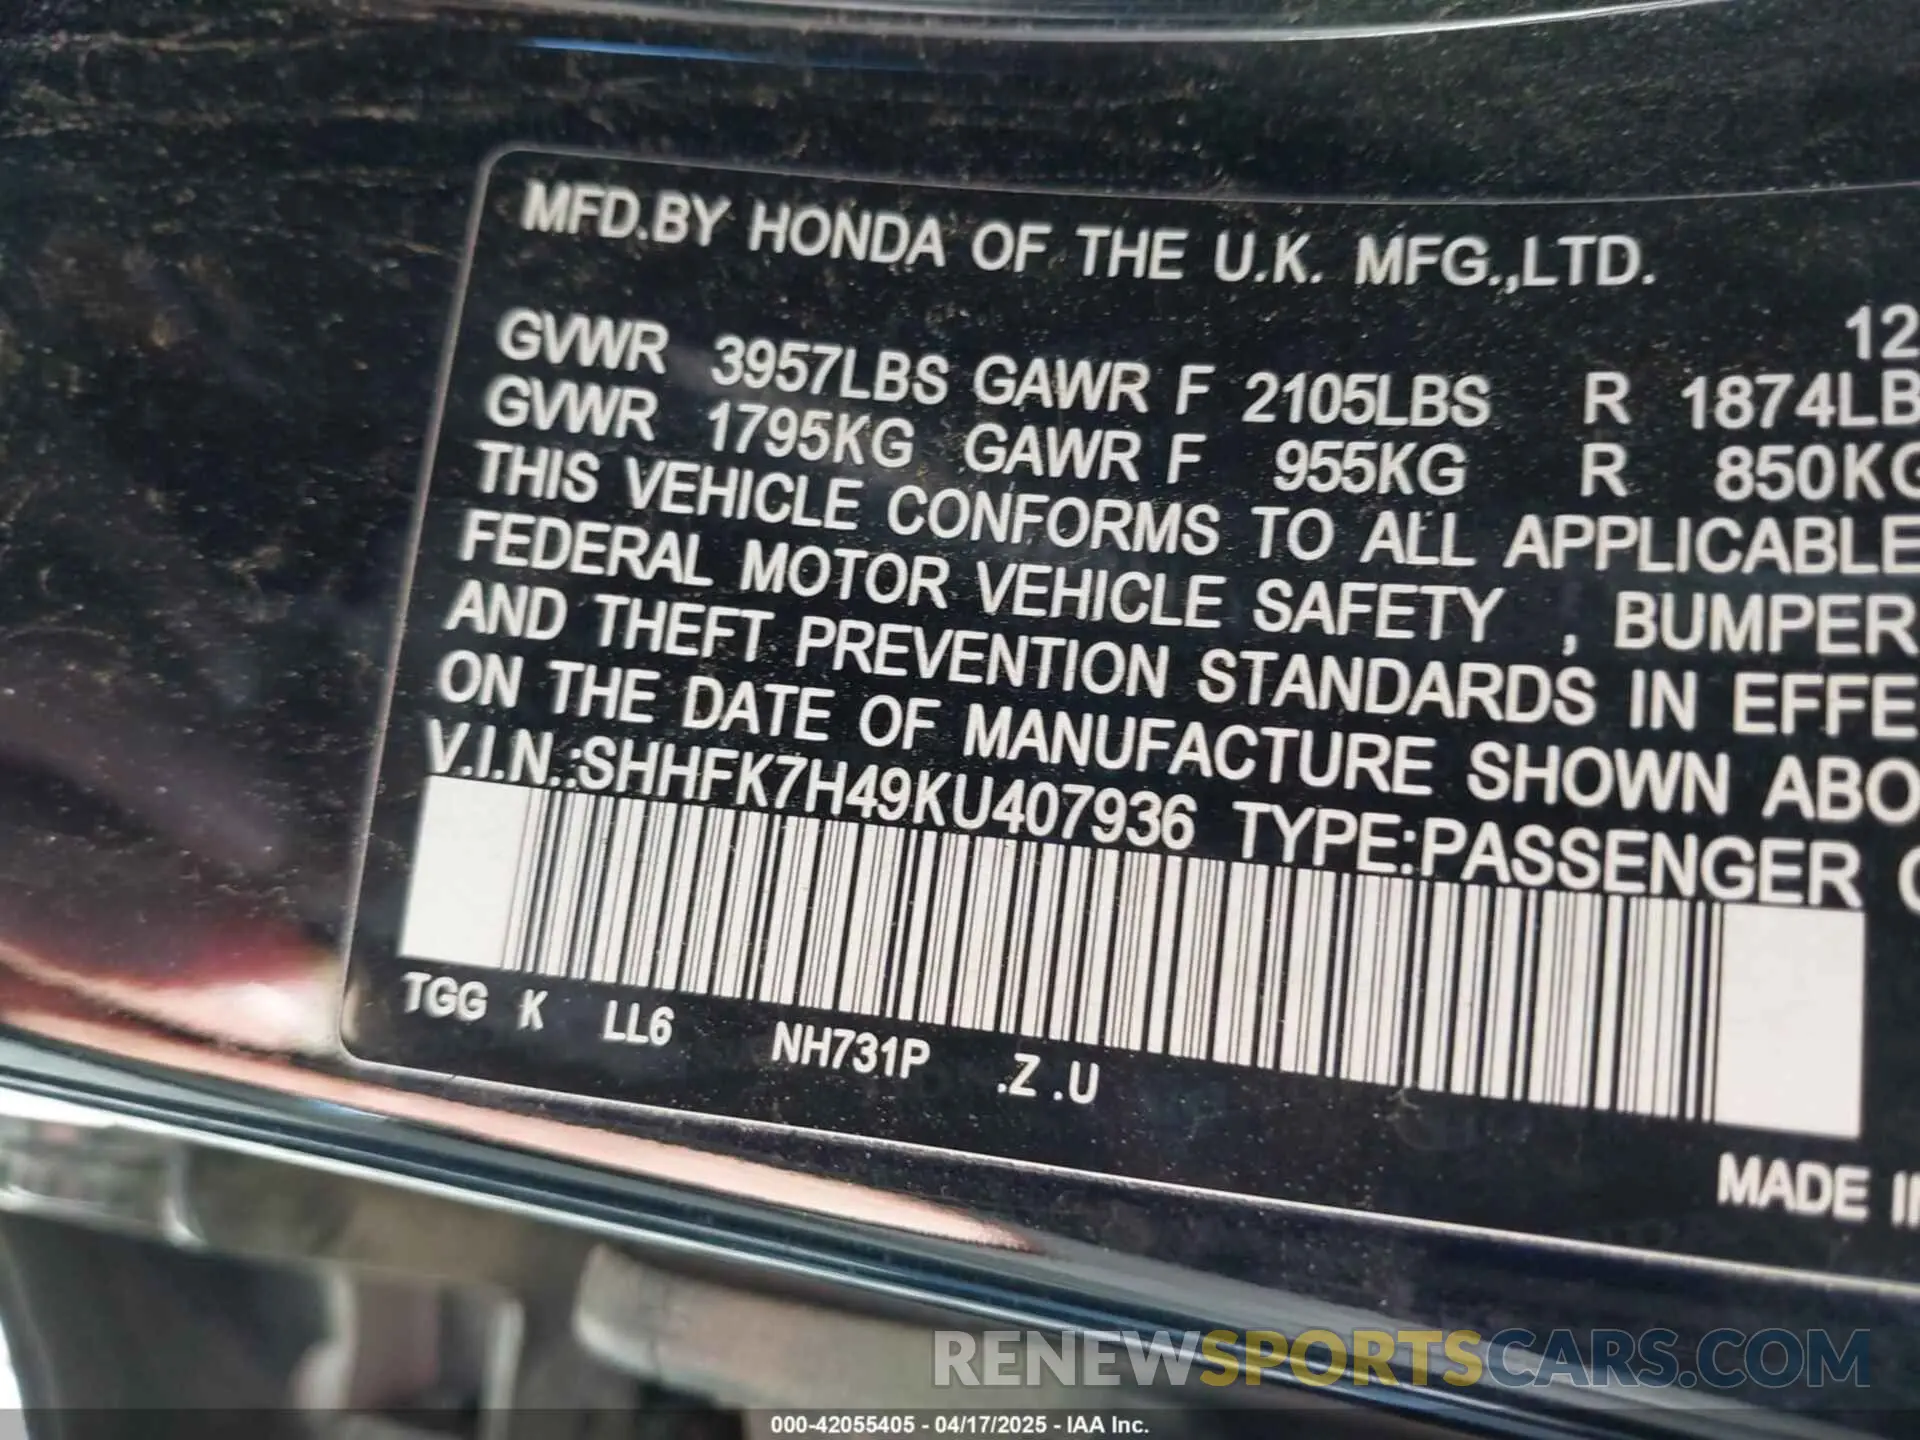 MFD.BY HONDA OF THE U.K. MFG.,LTD.
12
GVWR 3957LBS GAWR F 2105LBS R 1874LB
GVWR 1795KG GAWR F 955KG R 850KG
THIS VEHICLE CONFORMS TO ALL APPLICABLE
FEDERAL MOTOR VEHICLE SAFETY , BUMPER
AND THEFT PREVENTION STANDARDS IN EFFE
ON THE DATE OF MANUFACTURE SHOWN ABO
V.I.N.:SHHFK7H49KU407936 TYPE:PASSENGER C
TGG K LL6 NH731P .Z .U
MADE IN
RENEWSPORTSCARS.COM
000-42055405 - 04/17/2025 - IAA Inc.